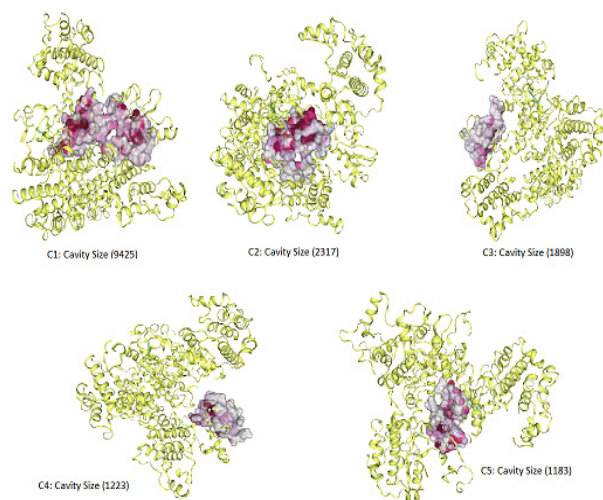 C1: Cavity Size (9425)
C2: Cavity Size (2317)
C3: Cavity Size (1898)
C4: Cavity Size (1223)
C5: Cavity Size (1183)